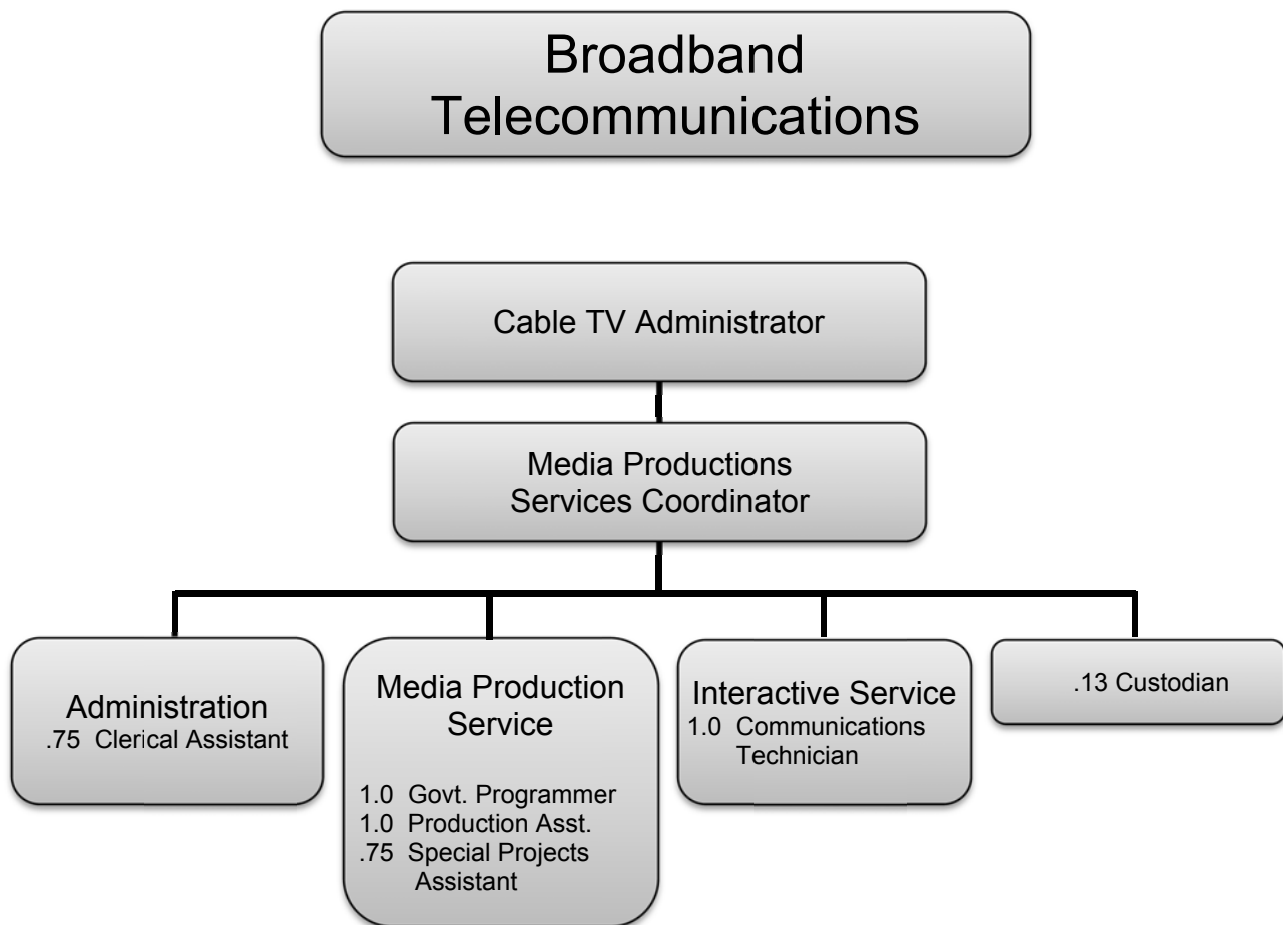 Broadband
Telecommunications
Cable TV Administrator
Media Productions
Services Coordinator
Administration
.75 Clerical Assistant
Media Production
Service
1.0 Govt. Programmer
1.0 Production Asst.
.75 Special Projects
Assistant
Interactive Service
1.0 Communications
Technician
.13 Custodian